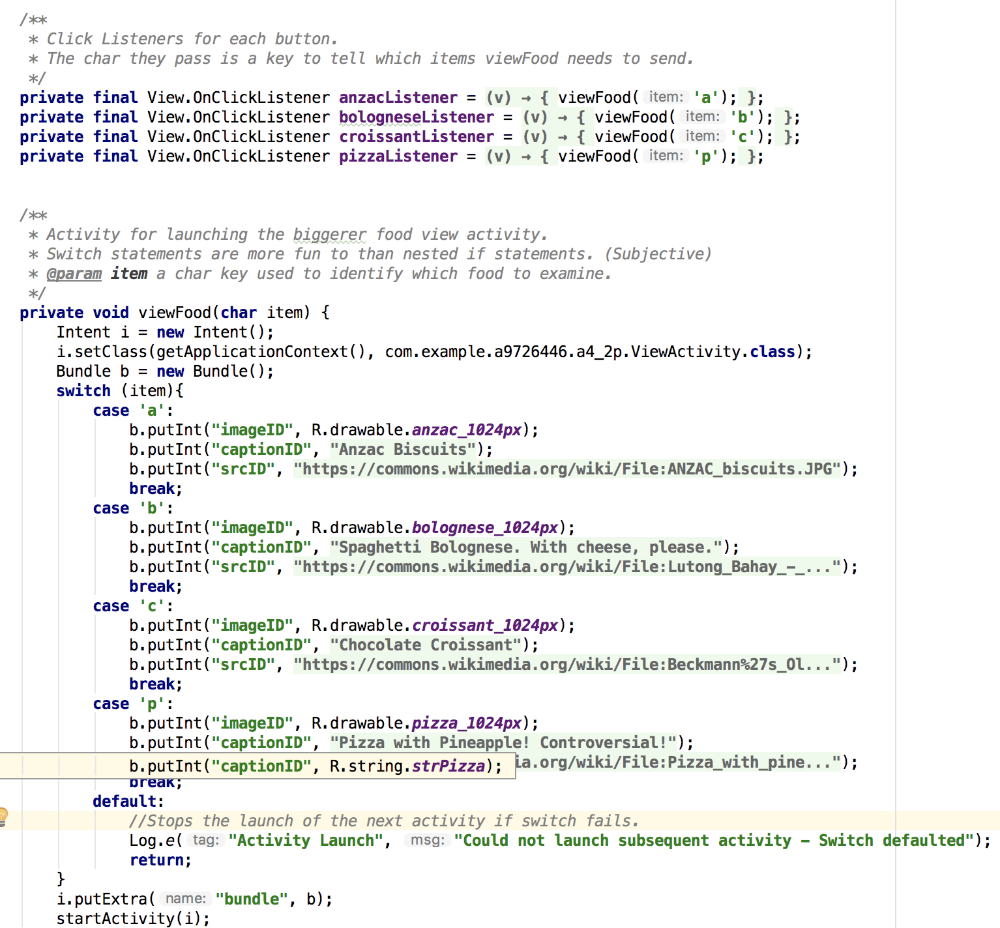 /**
 * Click Listeners for each button.
 * The char they pass is a key to tell which items viewFood needs to send.
 */
private final View.OnClickListener anzacListener = (v) → { viewFood( item: 'a'); };
private final View.OnClickListener bologneseListener = (v) → { viewFood( item: 'b'); };
private final View.OnClickListener croissantListener = (v) → { viewFood( item: 'c'); };
private final View.OnClickListener pizzaListener = (v) → { viewFood( item: 'p'); };
/**
 * Activity for launching the biggerer food view activity.
 * Switch statements are more fun to than nested if statements. (Subjective)
 * @param item a char key used to identify which food to examine.
 */
private void viewFood(char item) {
    Intent i = new Intent();
    i.setClass(getApplicationContext(), com.example.a9726446.a4_2p.ViewActivity.class);
    Bundle b = new Bundle();
    switch (item){
        case 'a':
            b.putInt("imageID", R.drawable.anzac_1024px);
            b.putInt("captionID", "Anzac Biscuits");
            b.putInt("srcID", "https://commons.wikimedia.org/wiki/File:ANZAC_biscuits.JPG");
            break;
        case 'b':
            b.putInt("imageID", R.drawable.bolognese_1024px);
            b.putInt("captionID", "Spaghetti Bolognese. With cheese, please.");
            b.putInt("srcID", "https://commons.wikimedia.org/wiki/File:Lutong_Bahay_-_...");
            break;
        case 'c':
            b.putInt("imageID", R.drawable.croissant_1024px);
            b.putInt("captionID", "Chocolate Croissant");
            b.putInt("srcID", "https://commons.wikimedia.org/wiki/File:Beckmann%27s_Ol...");
            break;
        case 'p':
            b.putInt("imageID", R.drawable.pizza_1024px);
            b.putInt("captionID", "Pizza with Pineapple! Controversial!");
            b.putInt("captionID", R.string.strPizza);
ia.org/wiki/File:Pizza_with_pine...");
            break;
        default:
            //Stops the launch of the next activity if switch fails.
            Log.e( tag: "Activity Launch", msg: "Could not launch subsequent activity - Switch defaulted");
            return;
    }
    i.putExtra( name: "bundle", b);
    startActivity(i);